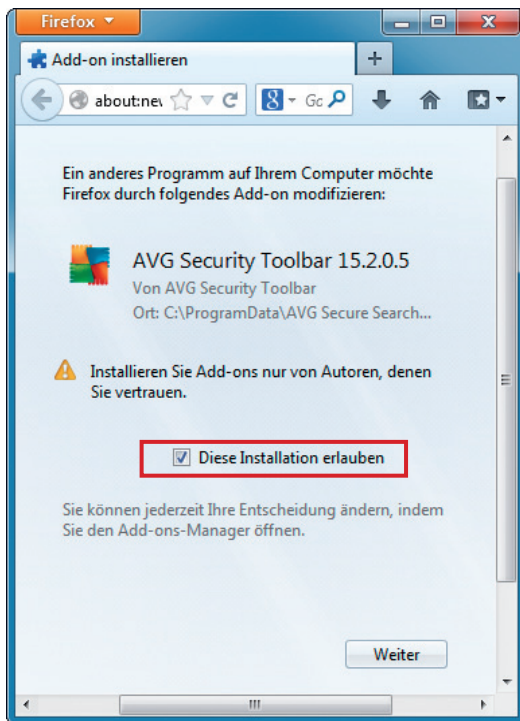 Firefox
Add-on installieren
about:nev
8 Gc
Ein anderes Programm auf Ihrem Computer möchte
Firefox durch folgendes Add-on modifizieren:
AVG Security Toolbar 15.2.0.5
Von AVG Security Toolbar
Ort: C:\ProgramData\AVG Secure Search...
Installieren Sie Add-ons nur von Autoren, denen
Sie vertrauen.
Diese Installation erlauben
Sie können jederzeit Ihre Entscheidung ändern, indem
Sie den Add-ons-Manager öffnen.
Weiter